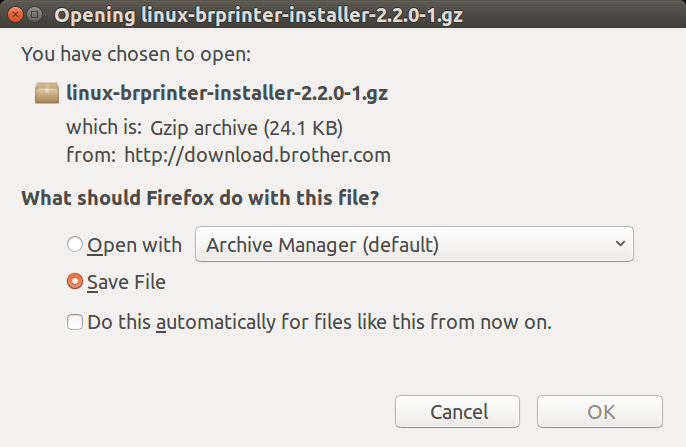 Opening linux-brprinter-installer-2.2.0-1.gz
You have chosen to open:
linux-brprinter-installer-2.2.0-1.gz
which is: Gzip archive (24.1 KB)
from: http://download.brother.com
What should Firefox do with this file?
Open with Archive Manager (default)
Save File
Do this automatically for files like this from now on.
Cancel OK